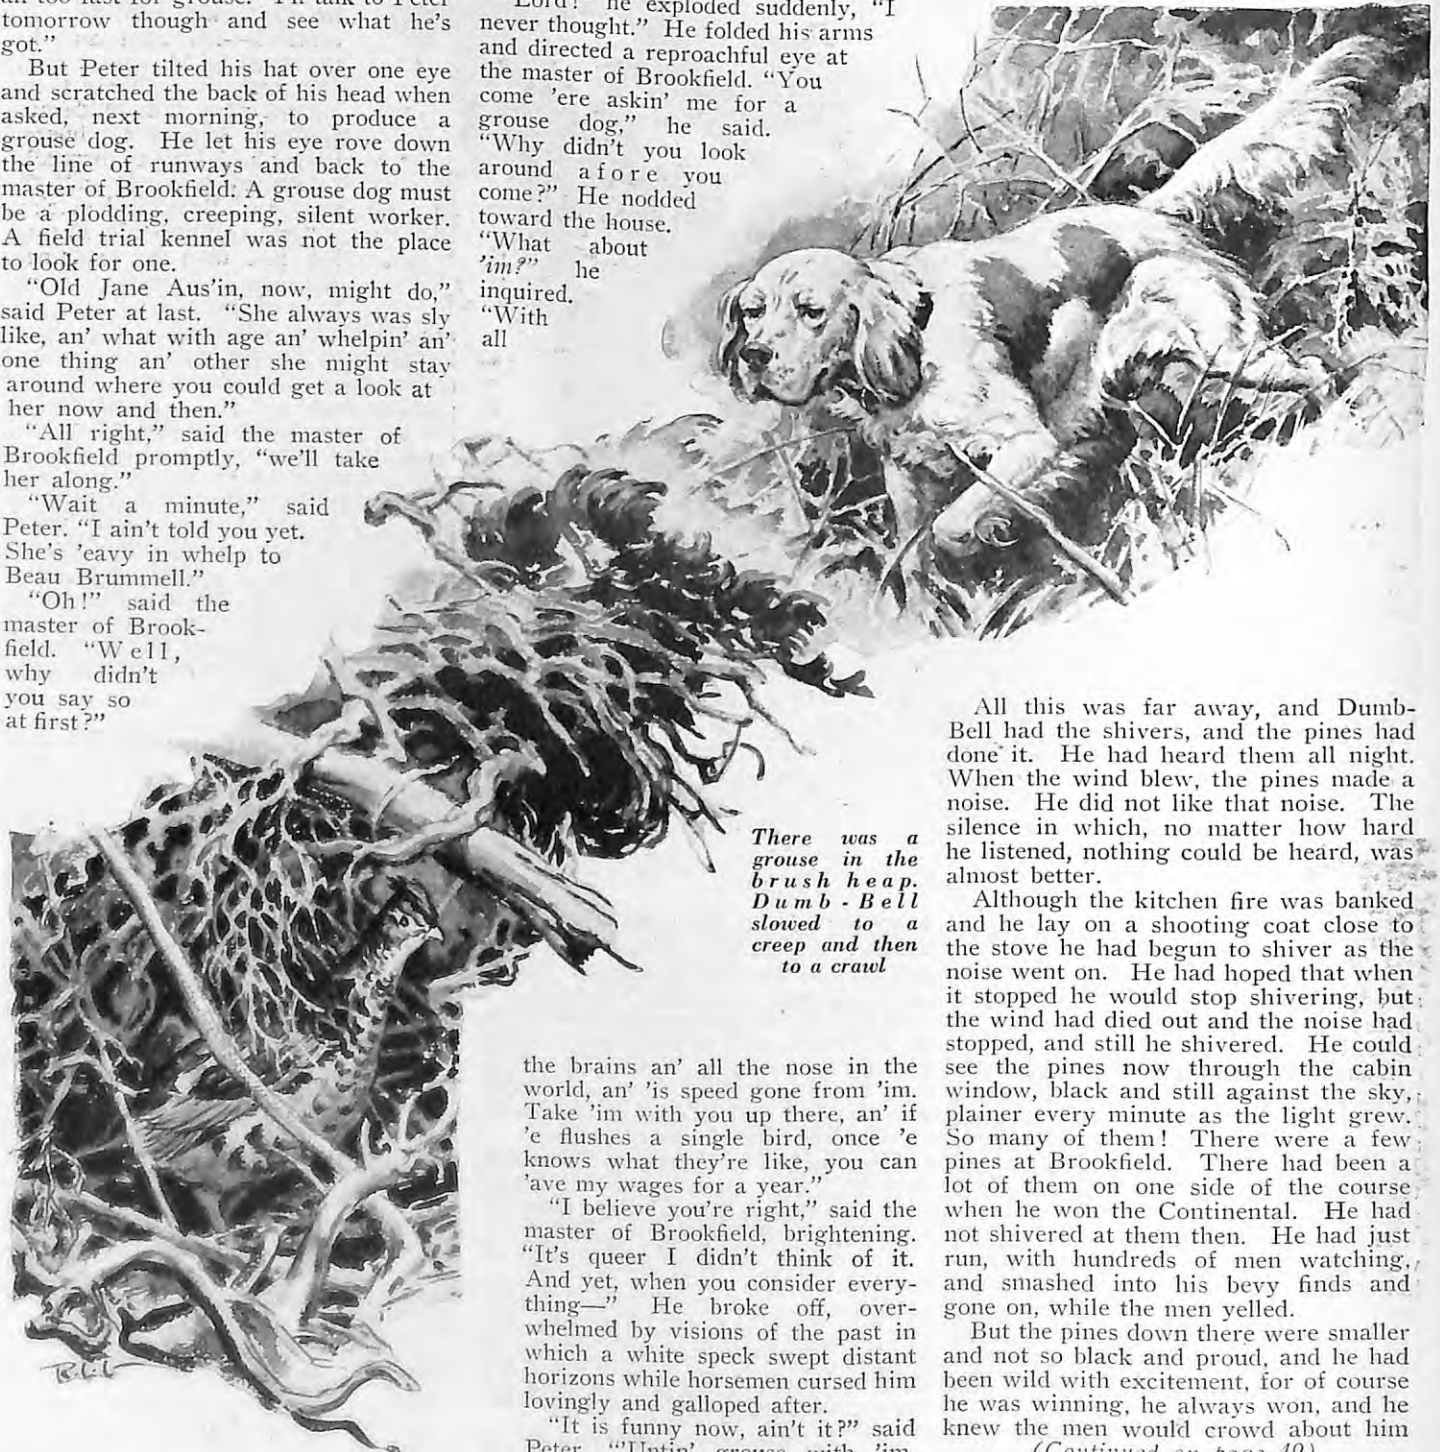 tomorrow though and see what he's
got."
But Peter tilted his hat over one eye
and scratched the back of his head when
asked, next morning, to produce a
grouse dog. He let his eye rove down
the line of runways and back to the
master of Brookfield. A grouse dog must
be a plodding, creeping, silent worker.
A field trial kennel was not the place
to look for one.
"Old Jane Aus'in, now, might do,"
said Peter at last. "She always was sly
like, an' what with age an' whelpin' an'
one thing an' other she might stay
around where you could get a look at
her now and then."
"All right," said the master of
Brookfield promptly, "we'll take
her along."
"Wait a minute," said
Peter. "I ain't told you yet.
She's 'eavy in whelp to
Beau Brummell."
"Oh!" said the
master of Brook-
field. "Well,
why didn't
you say so
at first?"
Lord!" he exploded suddenly, "I
never thought." He folded his arms
and directed a reproachful eye at
the master of Brookfield. "You
come 'ere askin' me for a
grouse dog," he said.
"Why didn't you look
around afore you
come?" He nodded
toward the house.
"What about
'im?" he
inquired.
"With
all
There was a
grouse in the
brush heap.
Dumb-Bell
slowed to a
creep and then
to a crawl
the brains an' all the nose in the
world, an' 'is speed gone from 'im.
Take 'im with you up there, an' if
'e flushes a single bird, once 'e
knows what they're like, you can
'ave my wages for a year."
"I believe you're right," said the
master of Brookfield, brightening.
"It's queer I didn't think of it.
And yet, when you consider every-
thing—" He broke off, over-
whelmed by visions of the past in
which a white speck swept distant
horizons while horsemen cursed him
lovingly and galloped after.
"It is funny now, ain't it?" said
Peter. "'Untin' grouse with 'im
All this was far away, and Dumb-
Bell had the shivers, and the pines had
done it. He had heard them all night.
When the wind blew, the pines made a
noise. He did not like that noise. The
silence in which, no matter how hard
he listened, nothing could be heard, was
almost better.
Although the kitchen fire was banked
and he lay on a shooting coat close to
the stove he had begun to shiver as the
noise went on. He had hoped that when
it stopped he would stop shivering, but
the wind had died out and the noise had
stopped, and still he shivered. He could
see the pines now through the cabin
window, black and still against the sky,
plainer every minute as the light grew.
So many of them! There were a few
pines at Brookfield. There had been a
lot of them on one side of the course
when he won the Continental. He had
not shivered at them then. He had just
run, with hundreds of men watching,
and smashed into his bevy finds and
gone on, while the men yelled.
But the pines down there were smaller
and not so black and proud, and he had
been wild with excitement, for of course
he was winning, he always won, and he
knew the men would crowd about him
(Continued on page 49)